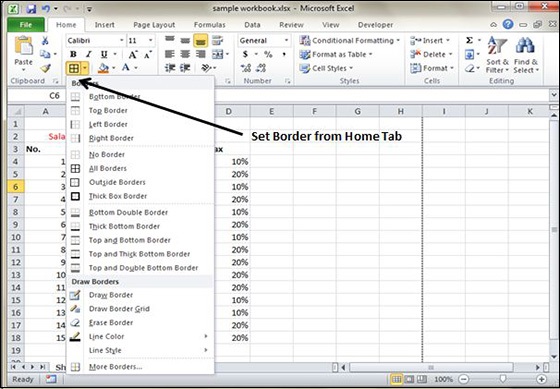 sample workbook.xlsx - Microsoft Excel
File Home Insert Page Layout Formulas Data Review View Developer
Calibri 11 General Conditional Formatting Insert
Paste B I U $ % , Format as Table Delete Sort & Filter Find & Select
A Cell Styles Format
Clipboard Alignment Number Styles Cells Editing
C6
A D E F G H I J K
1
2 Sala
3 No. ax
4 1 10%
5 2 20%
6 3 10%
7 4 20%
8 5 10%
9 6 20%
10 7 10%
11 8 20%
12 9 10%
13 10 20%
14 11 20%
15 12 20%
16 13 10%
17 14 20%
18 15 20%
19
20
Borders
Bottom Border
Top Border
Left Border
Right Border
No Border
All Borders
Outside Borders
Thick Box Border
Bottom Double Border
Thick Bottom Border
Top and Bottom Border
Top and Thick Bottom Border
Top and Double Bottom Border
Draw Borders
Draw Border
Draw Border Grid
Erase Border
Line Color
Line Style
More Borders...
Set Border from Home Tab
Sh
Ready 100%